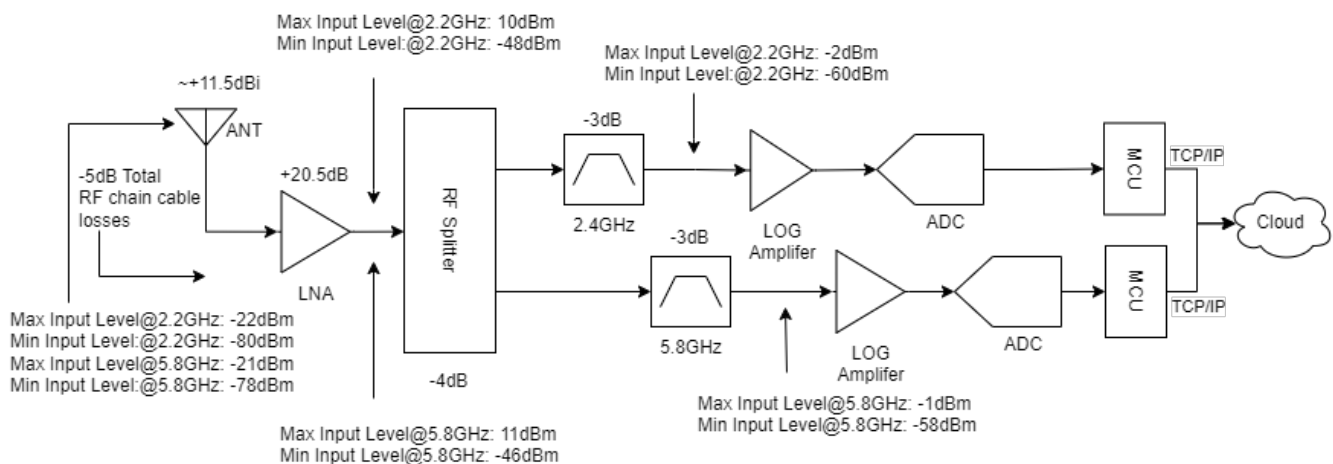 Max Input Level@2.2GHz: 10dBm
Min Input Level:@2.2GHz: -48dBm
Max Input Level@2.2GHz: -2dBm
Min Input Level:@2.2GHz: -60dBm
~+11.5dBi
ANT
-5dB Total
RF chain cable
losses
+20.5dB
LNA
RF Splitter
-4dB
-3dB
2.4GHz
LOG
Amplifer
ADC
MCU
TCP/IP
Cloud
-3dB
5.8GHz
LOG
Amplifer
ADC
MCU
TCP/IP
Max Input Level@2.2GHz: -22dBm
Min Input Level@2.2GHz: -80dBm
Max Input Level@5.8GHz: -21dBm
Min Input Level:@5.8GHz: -78dBm
Max Input Level@5.8GHz: 11dBm
Min Input Level@5.8GHz: -46dBm
Max Input Level@5.8GHz: -1dBm
Min Input Level@5.8GHz: -58dBm